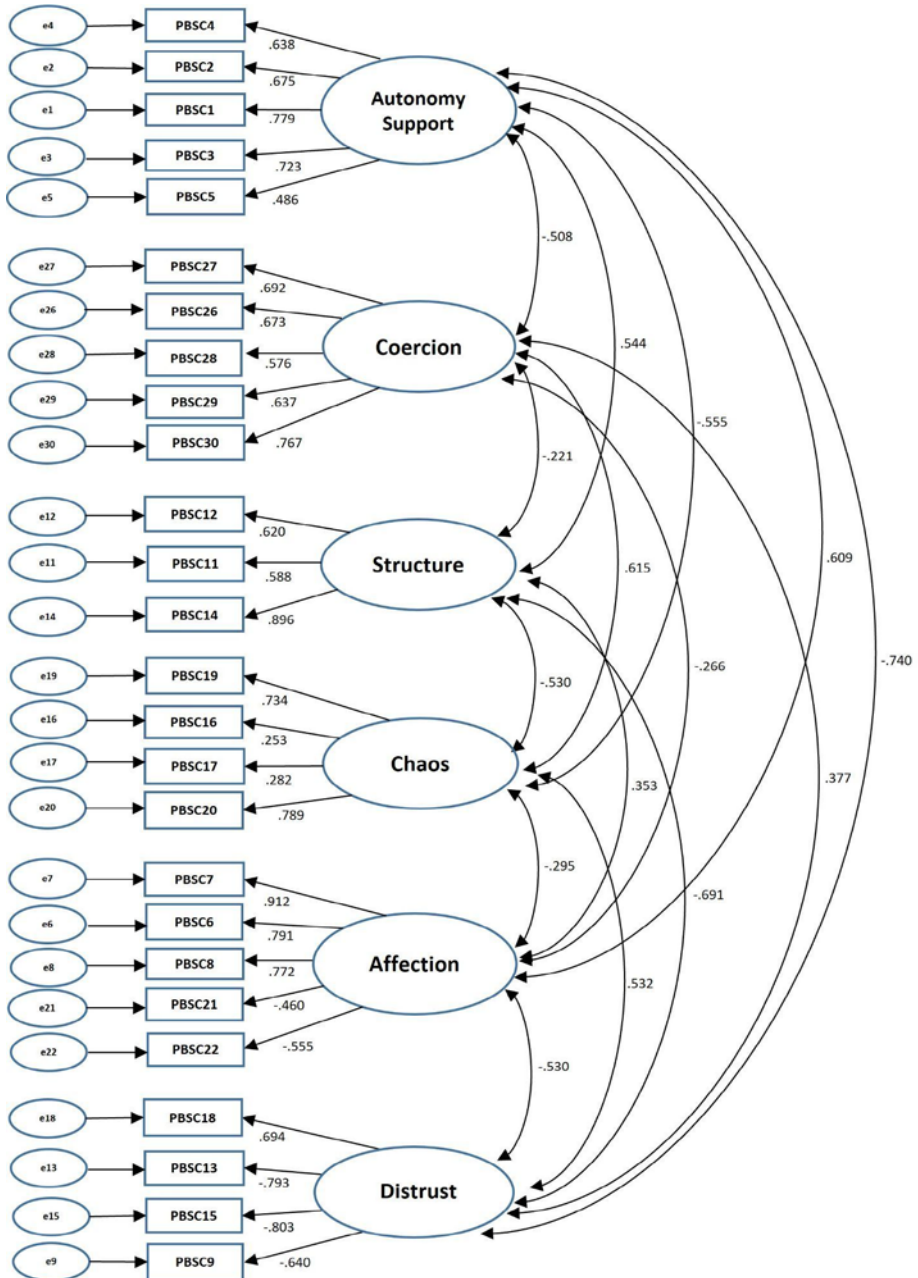 e4 PBSC4
.638
e2 PBSC2
.675
e1 PBSC1
.779
e3 PBSC3
.723
e5 PBSC5
.486
Autonomy
Support
e27 PBSC27
.692
e26 PBSC26
.673
e28 PBSC28
.576
e29 PBSC29
.637
e30 PBSC30
.767
Coercion
e12 PBSC12
.620
e11 PBSC11
.588
e14 PBSC14
.896
Structure
e19 PBSC19
.734
e16 PBSC16
.253
e17 PBSC17
.282
e20 PBSC20
.789
Chaos
e7 PBSC7
.912
e6 PBSC6
.791
e8 PBSC8
.772
e21 PBSC21
-.460
e22 PBSC22
-.555
Affection
e18 PBSC18
.694
e13 PBSC13
-.793
e15 PBSC15
-.803
e9 PBSC9
-.640
Distrust
-.508
.544
-.555
-.221
.609
.615
-.266
-.740
-.530
.353
.377
-.295
-.691
.532
-.530